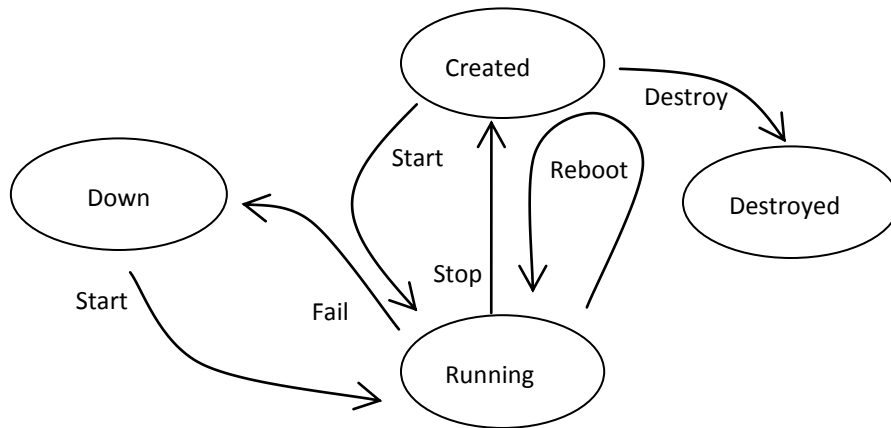 Created
Destroy
Start
Reboot
Down
Destroyed
Stop
Start
Fail
Running